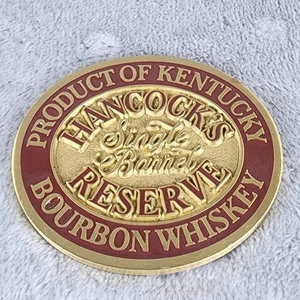 PRODUCT OF KENTUCKY
HANCOCK'S
Single
Barrel
RESERVE
BOURBON WHISKEY